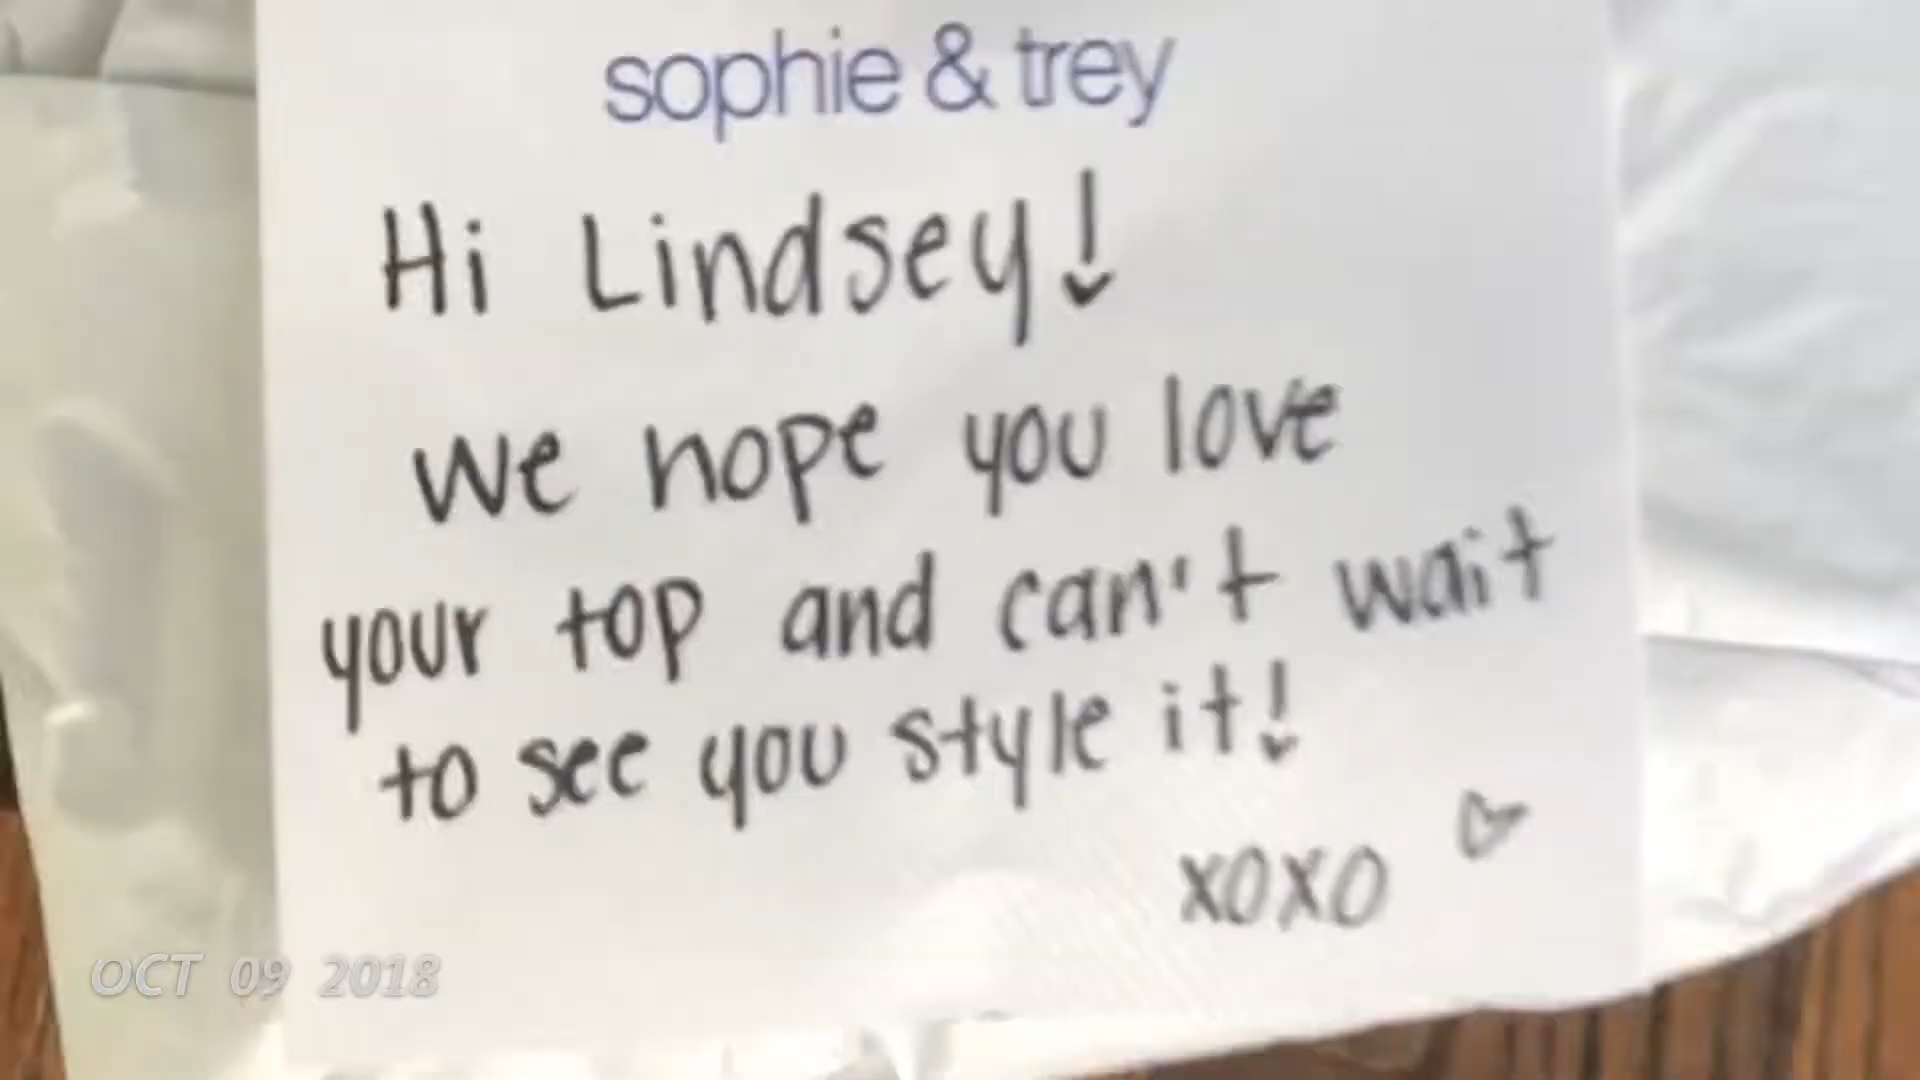 sophie & trey
Hi Lindsey!
We hope you love
your top and can't wait
to see you style it!
xoxo
OCT 09 2018